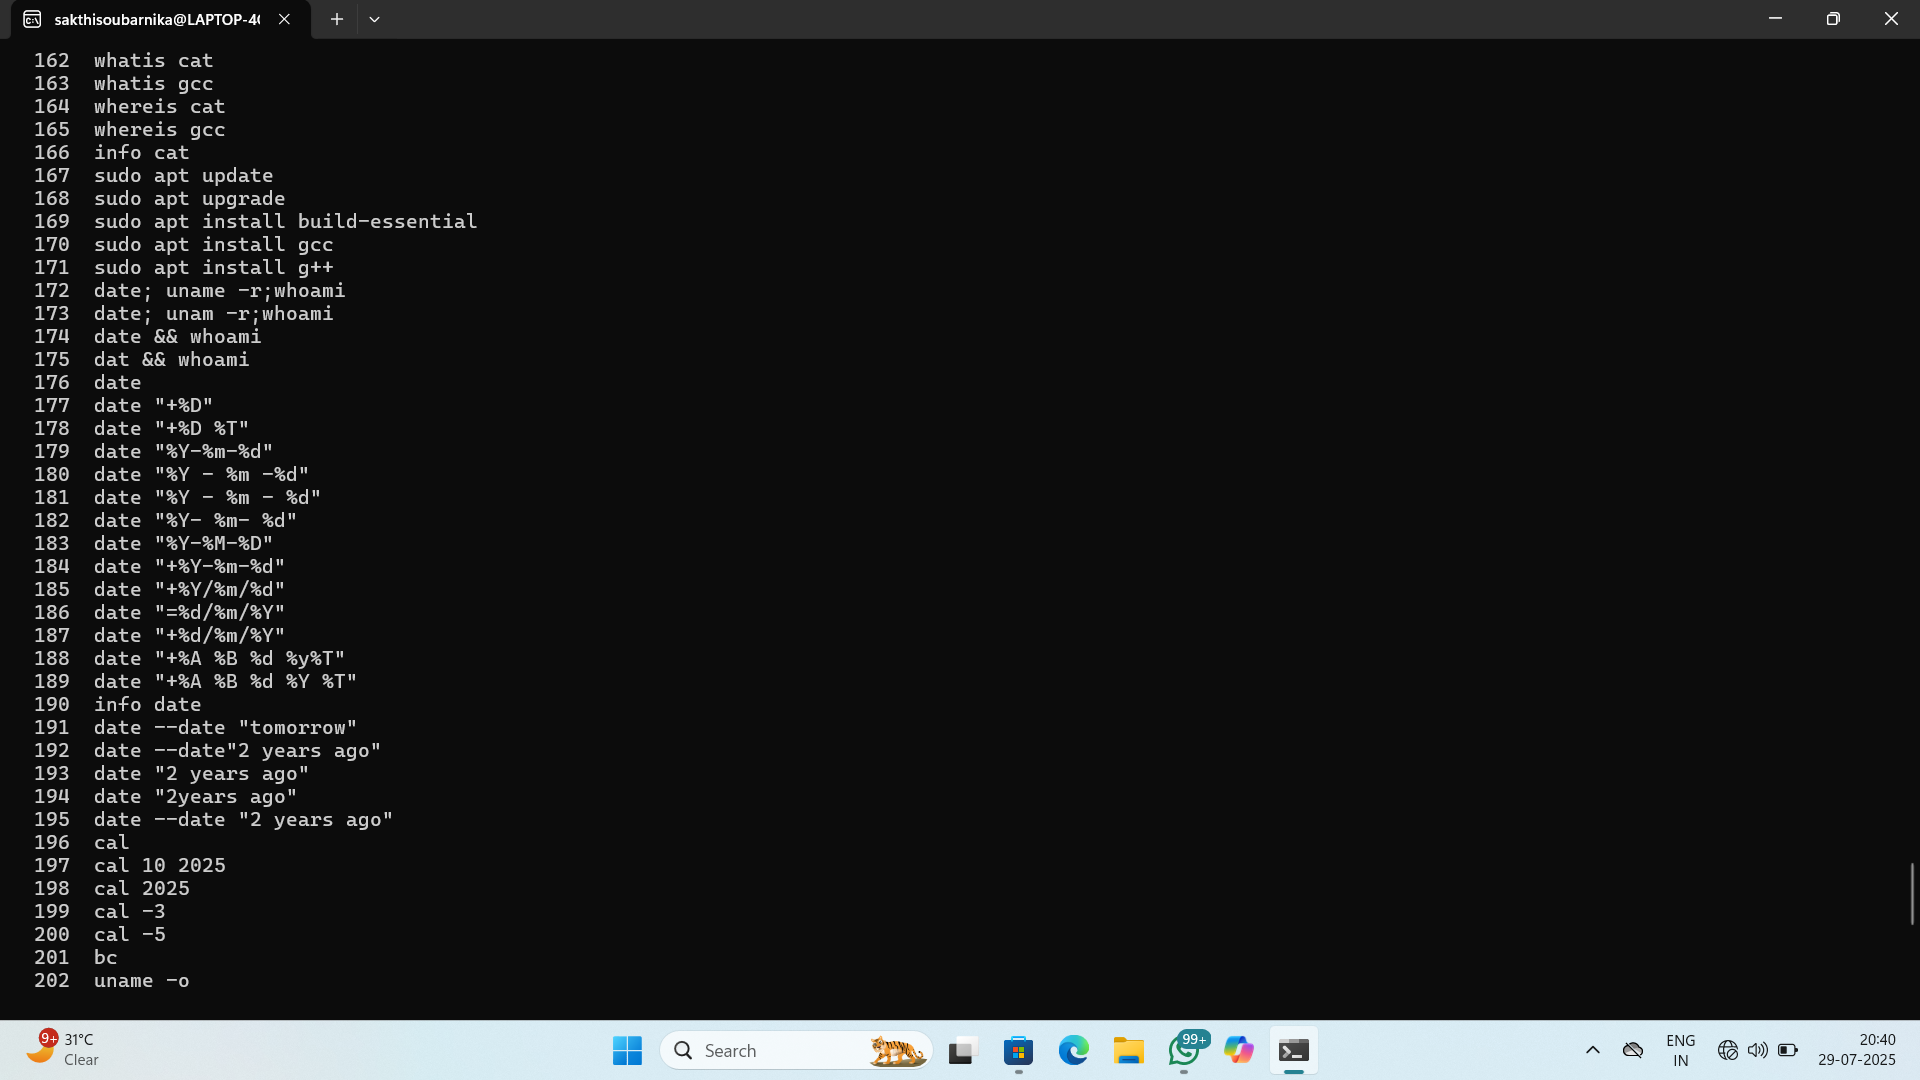 sakthisoubarnika@LAPTOP-4
162 whatis cat
163 whatis gcc
164 whereis cat
165 whereis gcc
166 info cat
167 sudo apt update
168 sudo apt upgrade
169 sudo apt install build-essential
170 sudo apt install gcc
171 sudo apt install g++
172 date; uname -r;whoami
173 date; unam -r;whoami
174 date && whoami
175 dat && whoami
176 date
177 date "+%D"
178 date "+%D %T"
179 date "%Y-%m-%d"
180 date "%Y - %m -%d"
181 date "%Y - %m - %d"
182 date "%Y- %m- %d"
183 date "%Y-%M-%D"
184 date "+%Y-%m-%d"
185 date "+%Y/%m/%d"
186 date "=%d/%m/%Y"
187 date "+%d/%m/%Y"
188 date "+%A %B %d %y%T"
189 date "+%A %B %d %Y %T"
190 info date
191 date --date "tomorrow"
192 date --date"2 years ago"
193 date "2 years ago"
194 date "2years ago"
195 date --date "2 years ago"
196 cal
197 cal 10 2025
198 cal 2025
199 cal -3
200 cal -5
201 bc
202 uname -o
9+ 31°C
Clear
Search
99+
ENG
IN
20:40
29-07-2025